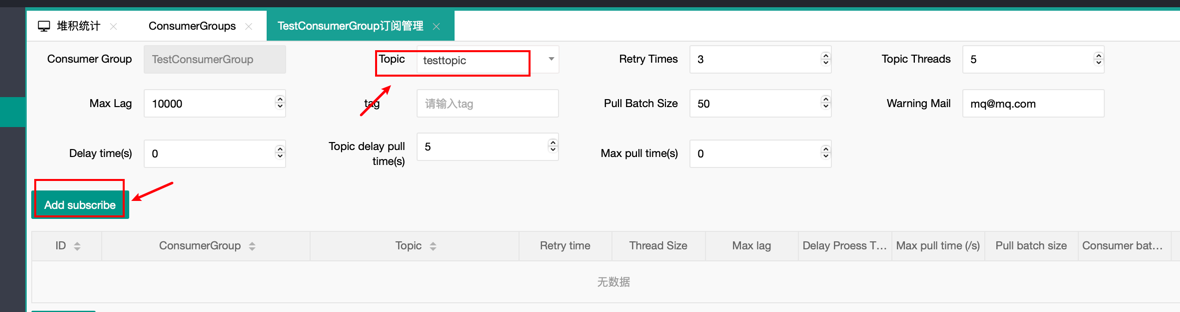 堆积统计 ConsumerGroups TestConsumerGroup订阅管理
Consumer Group TestConsumerGroup Topic testtopic Retry Times 3 Topic Threads 5
Max Lag 10000 tag 请输入tag Pull Batch Size 50 Warning Mail mq@mq.com
Delay time(s) 0 Topic delay pull time(s) 5 Max pull time(s) 0
Add subscribe
ID ConsumerGroup Topic Retry time Thread Size Max lag Delay Proess T... Max pull time (/s) Pull batch size Consumer bat...
无数据